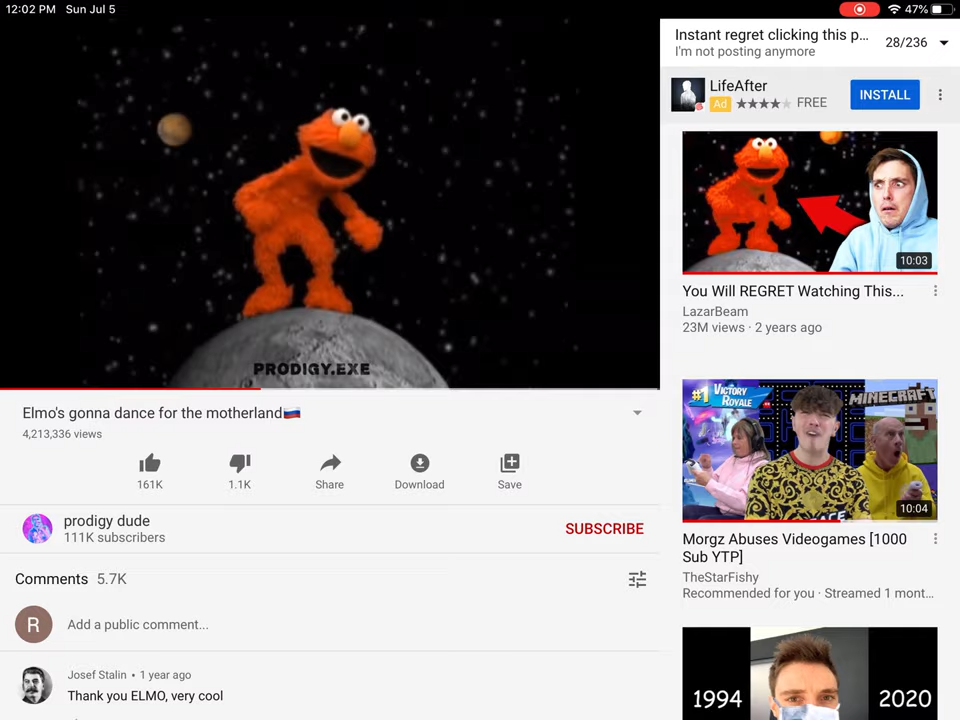 12:02 PM Sun Jul 5
47%
PRODIGY.EXE
Elmo's gonna dance for the motherland🇷🇺
4,213,336 views
161K
1.1K
Share
Download
Save
prodigy dude
111K subscribers
SUBSCRIBE
Comments 5.7K
R
Add a public comment...
Josef Stalin • 1 year ago
Thank you ELMO, very cool
Instant regret clicking this p...
I'm not posting anymore
28/236
LifeAfter
Ad ★★★★★ FREE
INSTALL
10:03
You Will REGRET Watching This...
LazarBeam
23M views · 2 years ago
#1 VICTORY
ROYALE
MINECRAFT
10:04
Morgz Abuses Videogames [1000
Sub YTP]
TheStarFishy
Recommended for you · Streamed 1 mont...
1994
2020